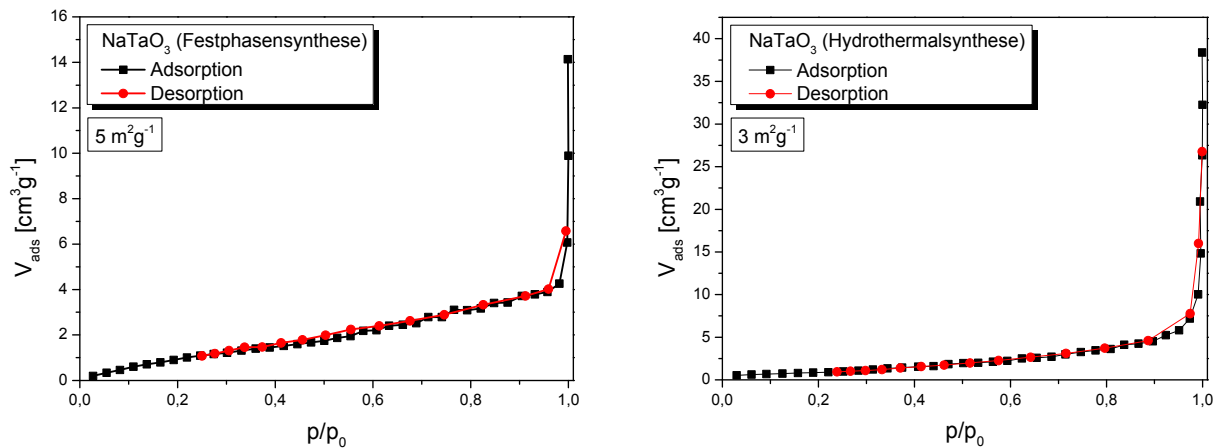 16
14
12
10
8
6
4
2
0
V_ads [cm³g⁻¹]
NaTaO₃ (Festphasensynthese)
Adsorption
Desorption
5 m²g⁻¹
0,0 0,2 0,4 0,6 0,8 1,0
p/p₀
40
35
30
25
20
15
10
5
0
V_ads [cm³g⁻¹]
NaTaO₃ (Hydrothermalsynthese)
Adsorption
Desorption
3 m²g⁻¹
0,0 0,2 0,4 0,6 0,8 1,0
p/p₀